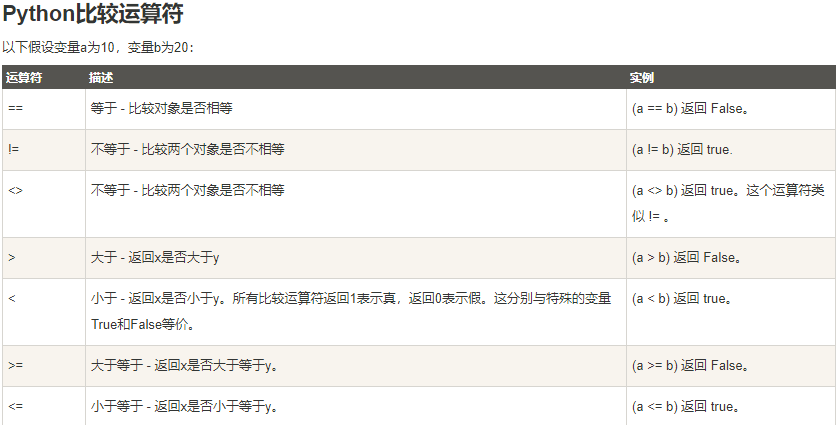 Python比较运算符
以下假设变量a为10，变量b为20：
运算符 描述 实例
== 等于 - 比较对象是否相等 (a == b) 返回 False。
!= 不等于 - 比较两个对象是否不相等 (a != b) 返回 true.
<> 不等于 - 比较两个对象是否不相等 (a <> b) 返回 true。这个运算符类
似 != 。
> 大于 - 返回x是否大于y (a > b) 返回 False。
< 小于 - 返回x是否小于y。所有比较运算符返回1表示真，返回0表示假。这分别与特殊的变量 (a < b) 返回 true。
True和False等价。
>= 大于等于 - 返回x是否大于等于y。 (a >= b) 返回 False。
<= 小于等于 - 返回x是否小于等于y。 (a <= b) 返回 true。